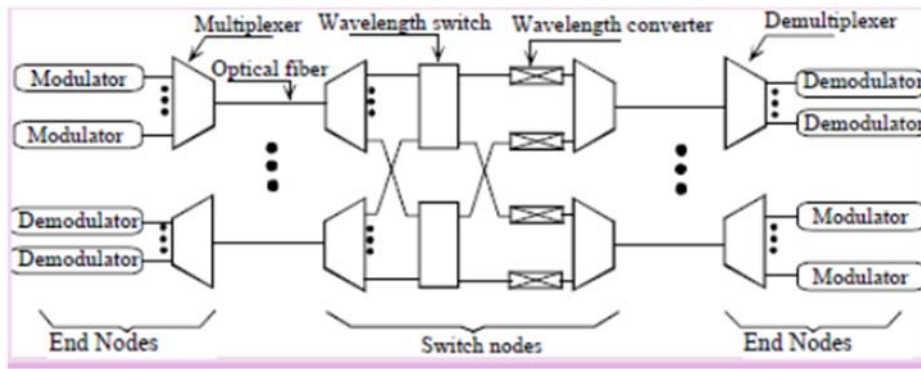 Multiplexer
Wavelength switch
Wavelength converter
Demultiplexer
Modulator
Optical fiber
Demodulator
Modulator
Demodulator
Demodulator
Modulator
Demodulator
Modulator
End Nodes
Switch nodes
End Nodes